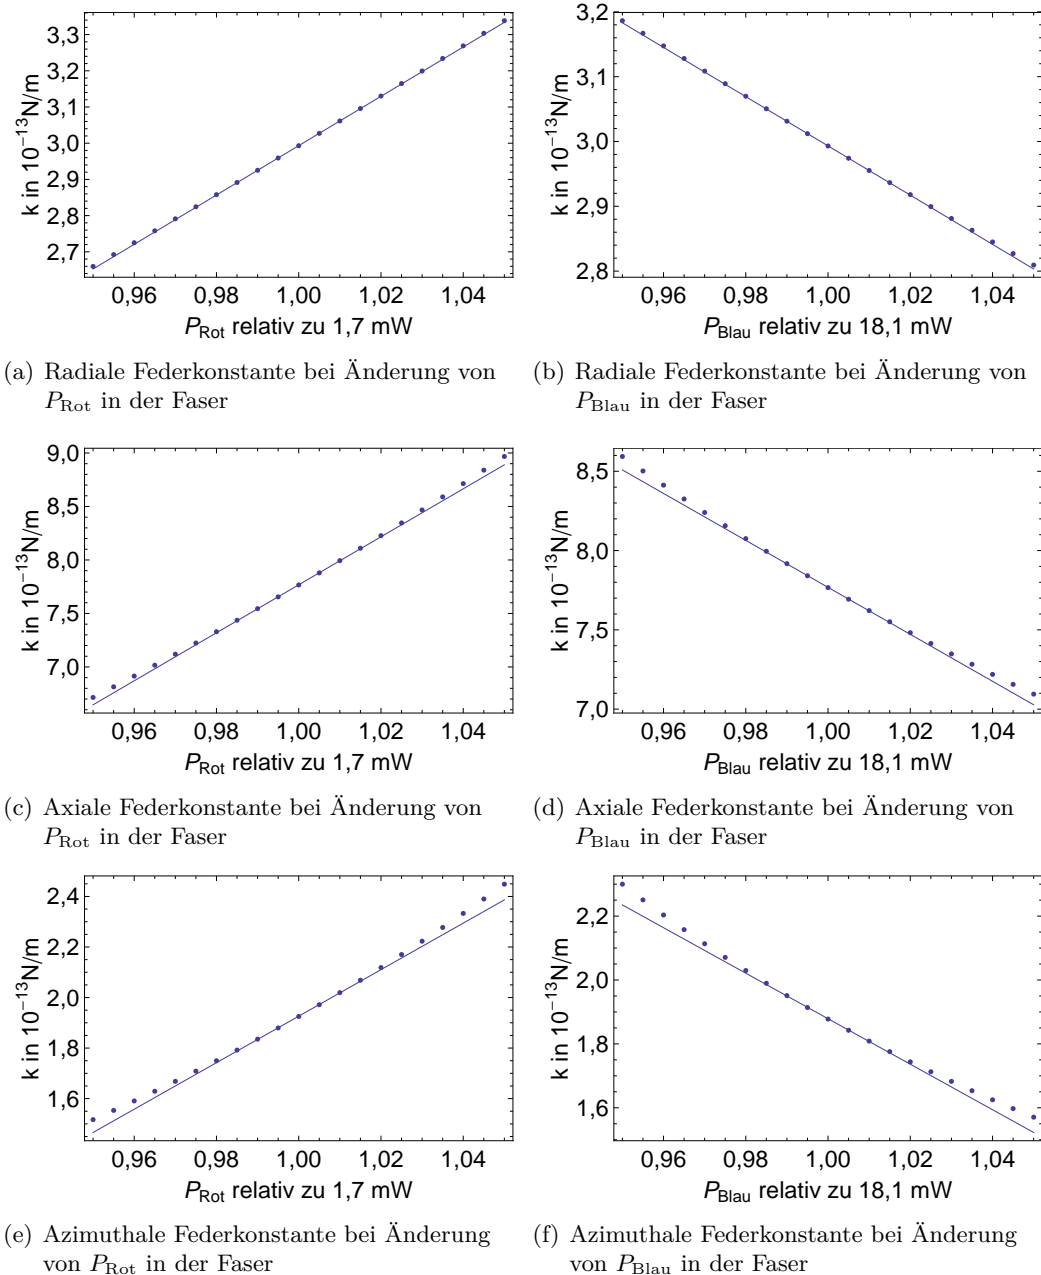 3,3
3,2
3,1
3,0
2,9
2,8
2,7
k in 10⁻¹³N/m
0,96 0,98 1,00 1,02 1,04
P_Rot relativ zu 1,7 mW
(a) Radiale Federkonstante bei Änderung von
P_Rot in der Faser
3,2
3,1
3,0
2,9
2,8
k in 10⁻¹³N/m
0,96 0,98 1,00 1,02 1,04
P_Blau relativ zu 18,1 mW
(b) Radiale Federkonstante bei Änderung von
P_Blau in der Faser
9,0
8,5
8,0
7,5
7,0
k in 10⁻¹³N/m
0,96 0,98 1,00 1,02 1,04
P_Rot relativ zu 1,7 mW
(c) Axiale Federkonstante bei Änderung von
P_Rot in der Faser
8,5
8,0
7,5
7,0
k in 10⁻¹³N/m
0,96 0,98 1,00 1,02 1,04
P_Blau relativ zu 18,1 mW
(d) Axiale Federkonstante bei Änderung von
P_Blau in der Faser
2,4
2,2
2,0
1,8
1,6
k in 10⁻¹³N/m
0,96 0,98 1,00 1,02 1,04
P_Rot relativ zu 1,7 mW
(e) Azimuthale Federkonstante bei Änderung
von P_Rot in der Faser
2,2
2,0
1,8
1,6
k in 10⁻¹³N/m
0,96 0,98 1,00 1,02 1,04
P_Blau relativ zu 18,1 mW
(f) Azimuthale Federkonstante bei Änderung
von P_Blau in der Faser